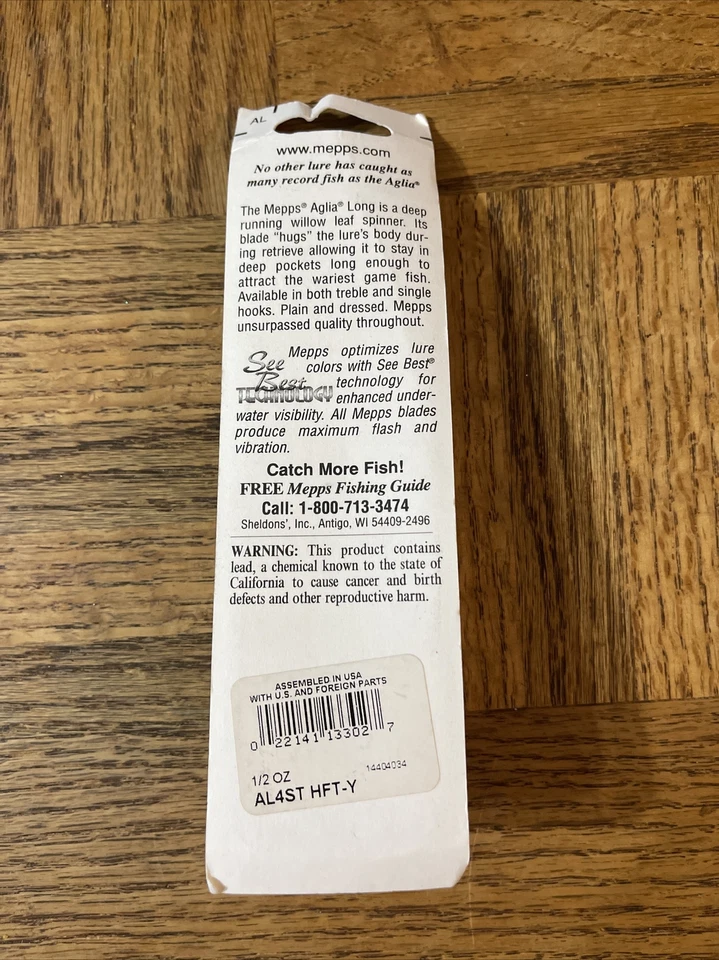 AL
www.mepps.com
No other lure has caught as
many record fish as the Aglia®
The Mepps® Aglia® Long is a deep
running willow leaf spinner. Its
blade “hugs” the lure's body dur-
ing retrieve allowing it to stay in
deep pockets long enough to
attract the wariest game fish.
Available in both treble and single
hooks. Plain and dressed. Mepps
unsurpassed quality throughout.
See
Best
TECHNOLOGY
Mepps optimizes lure
colors with See Best®
technology for
enhanced under-
water visibility. All Mepps blades
produce maximum flash and
vibration.
Catch More Fish!
FREE Mepps Fishing Guide
Call: 1-800-713-3474
Sheldons', Inc., Antigo, WI 54409-2496
WARNING: This product contains
lead, a chemical known to the state of
California to cause cancer and birth
defects and other reproductive harm.
ASSEMBLED IN USA
WITH U.S. AND FOREIGN PARTS
0 22141 13302 7
1/2 OZ 14404034
AL4ST HFT-Y